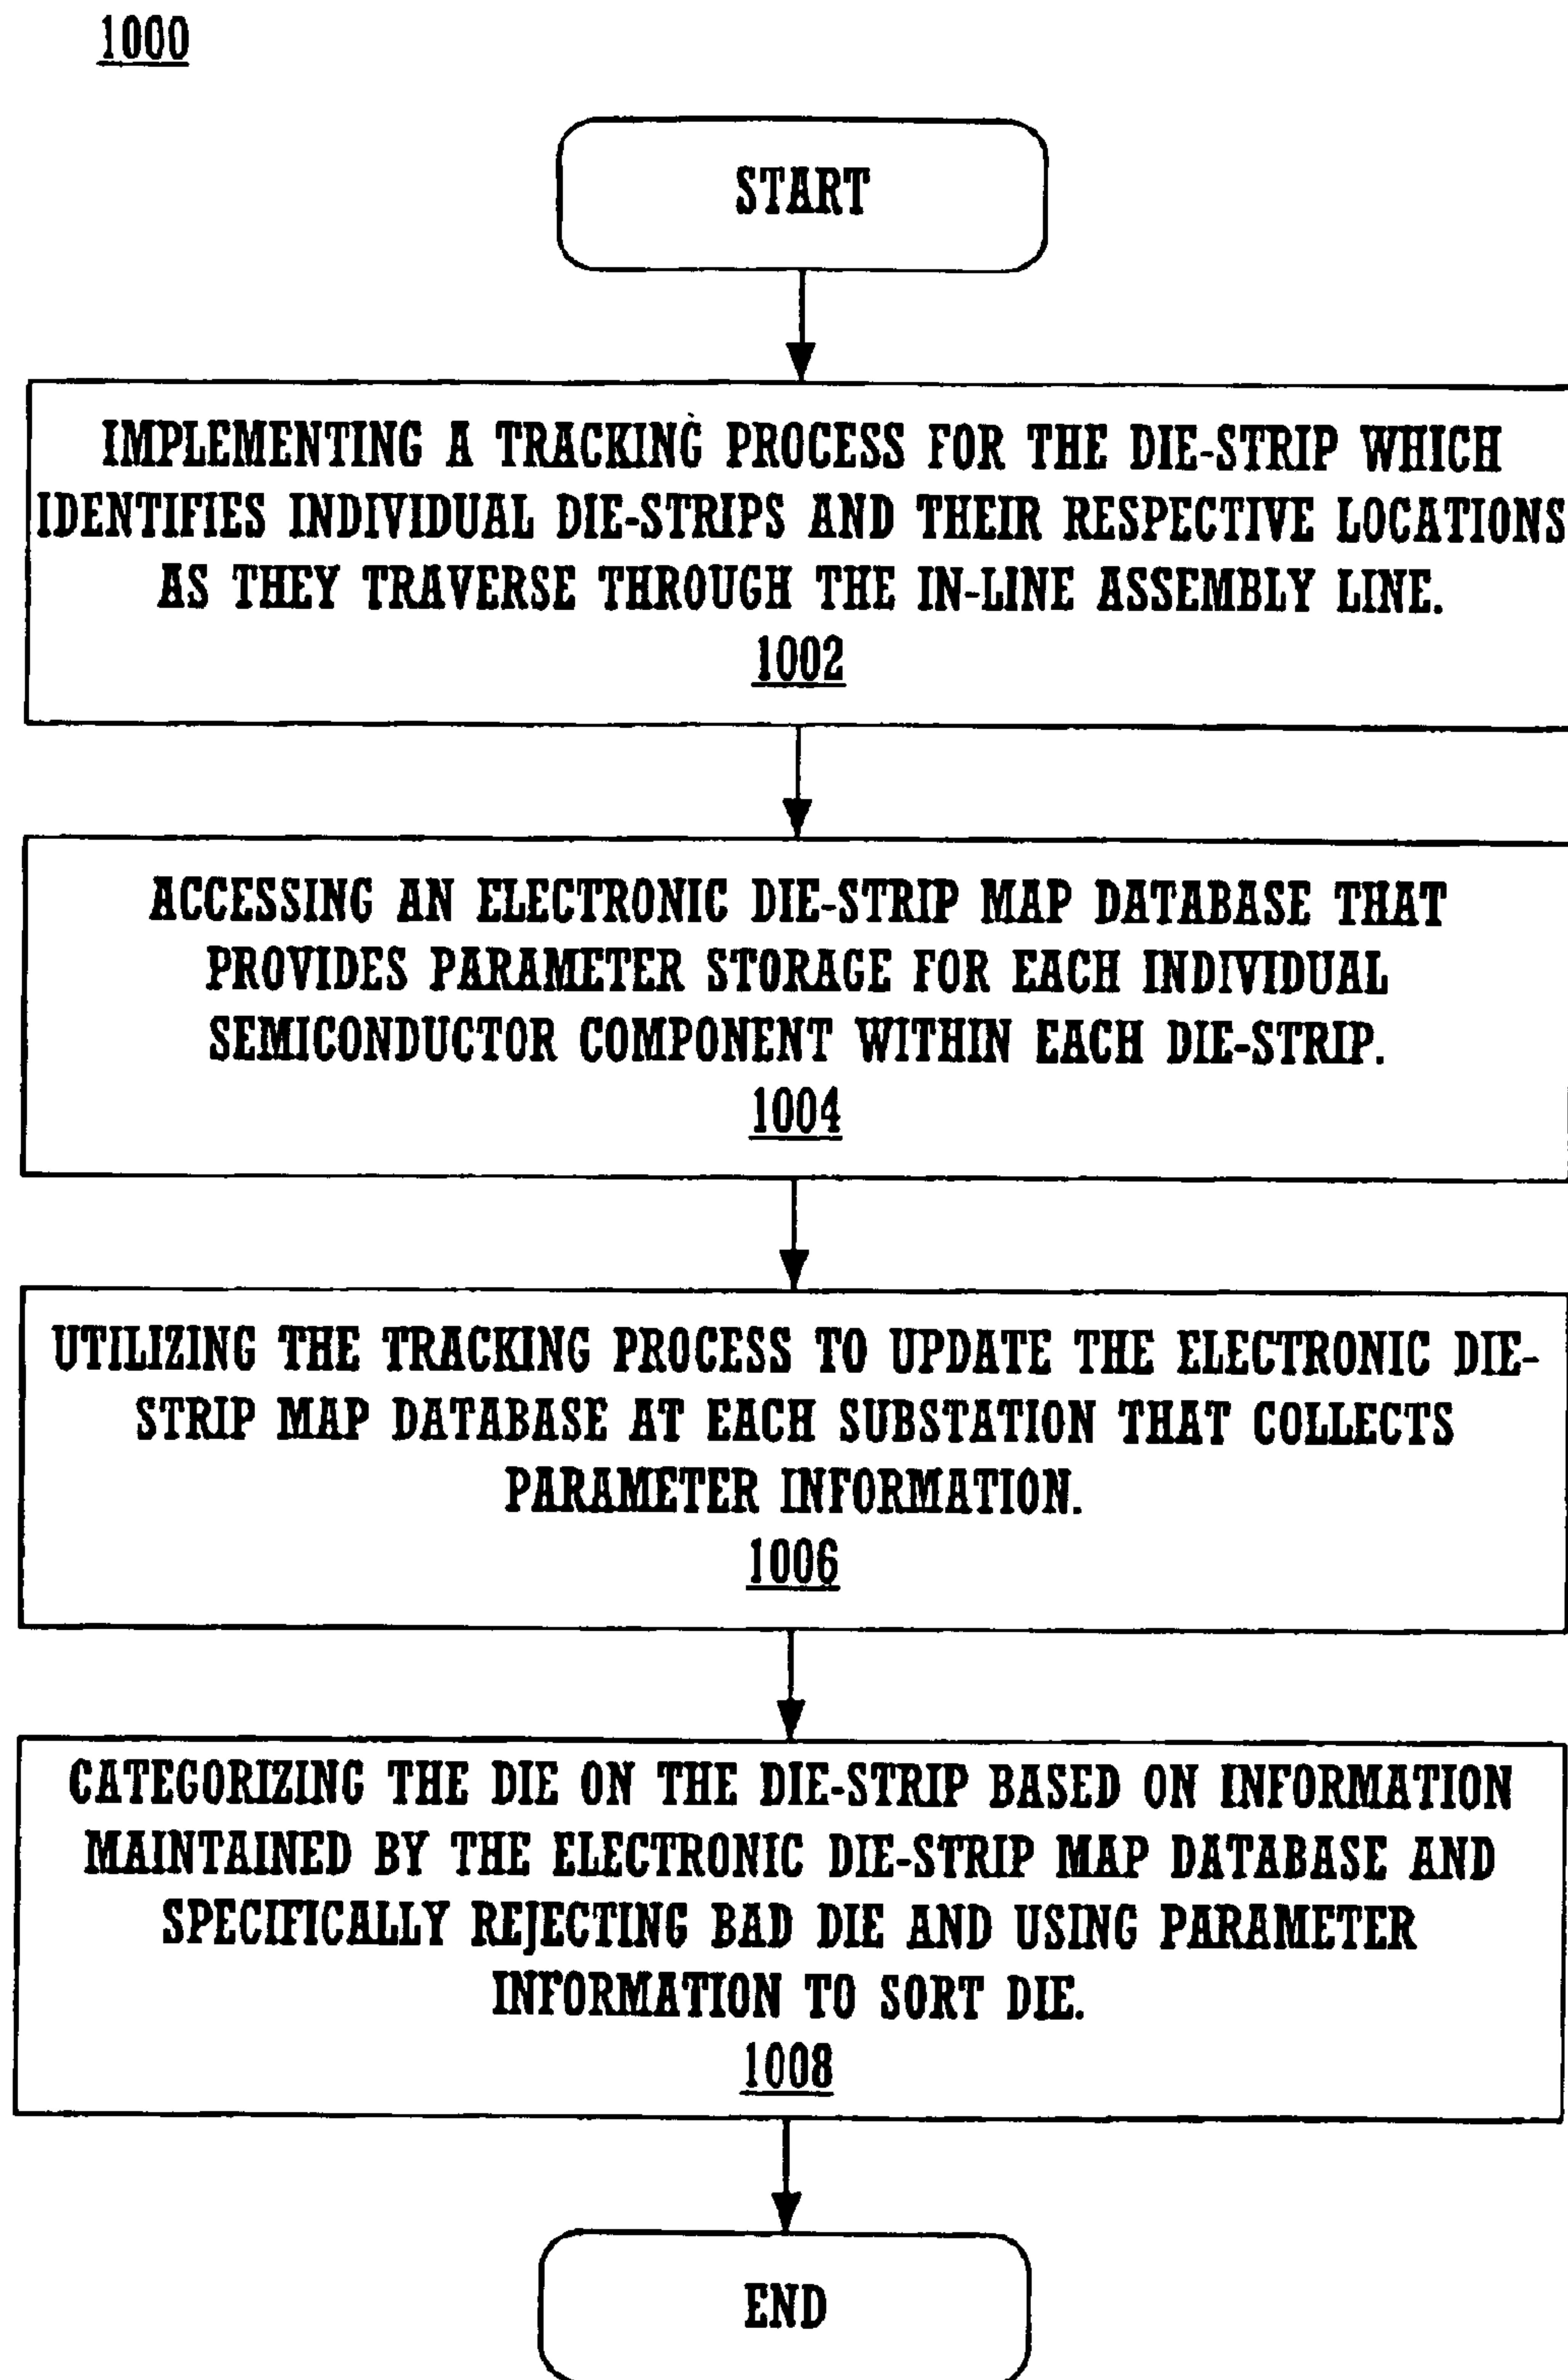 1000
START
IMPLEMENTING A TRACKING PROCESS FOR THE DIE-STRIP WHICH
IDENTIFIES INDIVIDUAL DIE-STRIPS AND THEIR RESPECTIVE LOCATIONS
AS THEY TRAVERSE THROUGH THE IN-LINE ASSEMBLY LINE.
1002
ACCESSING AN ELECTRONIC DIE-STRIP MAP DATABASE THAT
PROVIDES PARAMETER STORAGE FOR EACH INDIVIDUAL
SEMICONDUCTOR COMPONENT WITHIN EACH DIE-STRIP.
1004
UTILIZING THE TRACKING PROCESS TO UPDATE THE ELECTRONIC DIE-
STRIP MAP DATABASE AT EACH SUBSTATION THAT COLLECTS
PARAMETER INFORMATION.
1006
CATEGORIZING THE DIE ON THE DIE-STRIP BASED ON INFORMATION
MAINTAINED BY THE ELECTRONIC DIE-STRIP MAP DATABASE AND
SPECIFICALLY REJECTING BAD DIE AND USING PARAMETER
INFORMATION TO SORT DIE.
1008
END